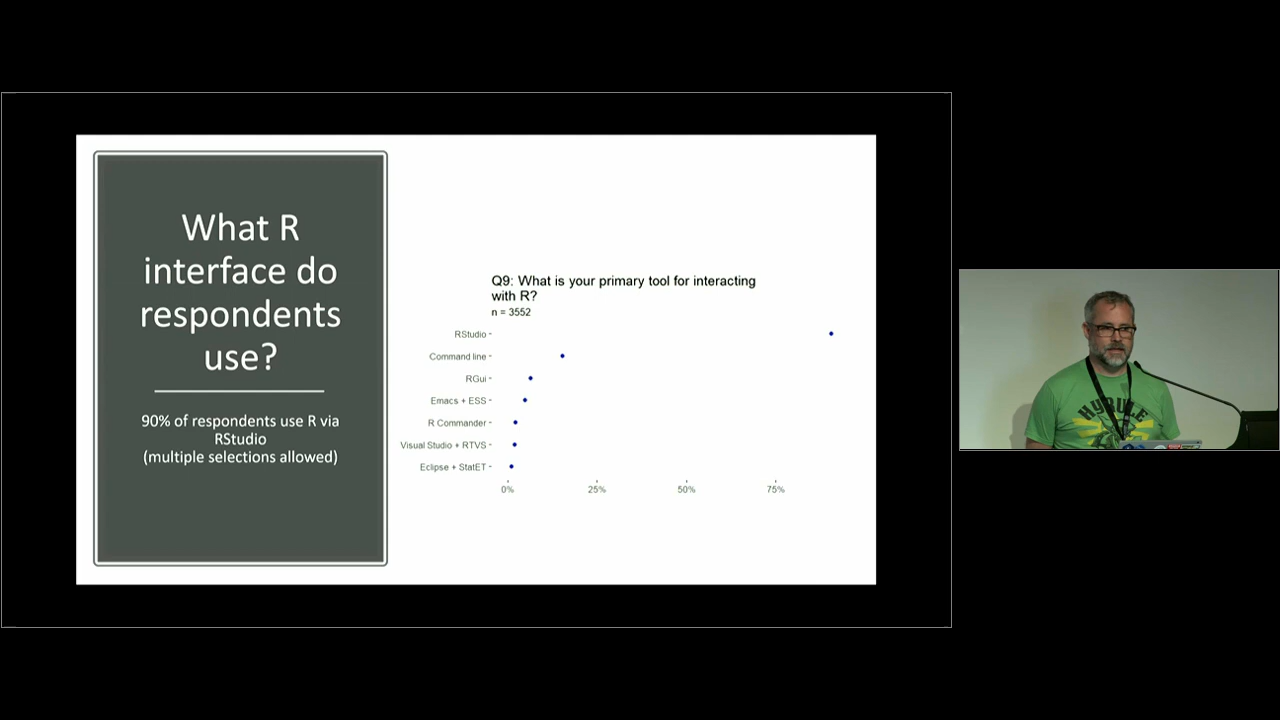 What R
interface do
respondents
use?
90% of respondents use R via
RStudio
(multiple selections allowed)
Q9: What is your primary tool for interacting
with R?
n = 3552
RStudio
Command line
RGui
Emacs + ESS
R Commander
Visual Studio + RTVS
Eclipse + StatET
0% 25% 50% 75%
HYRULE